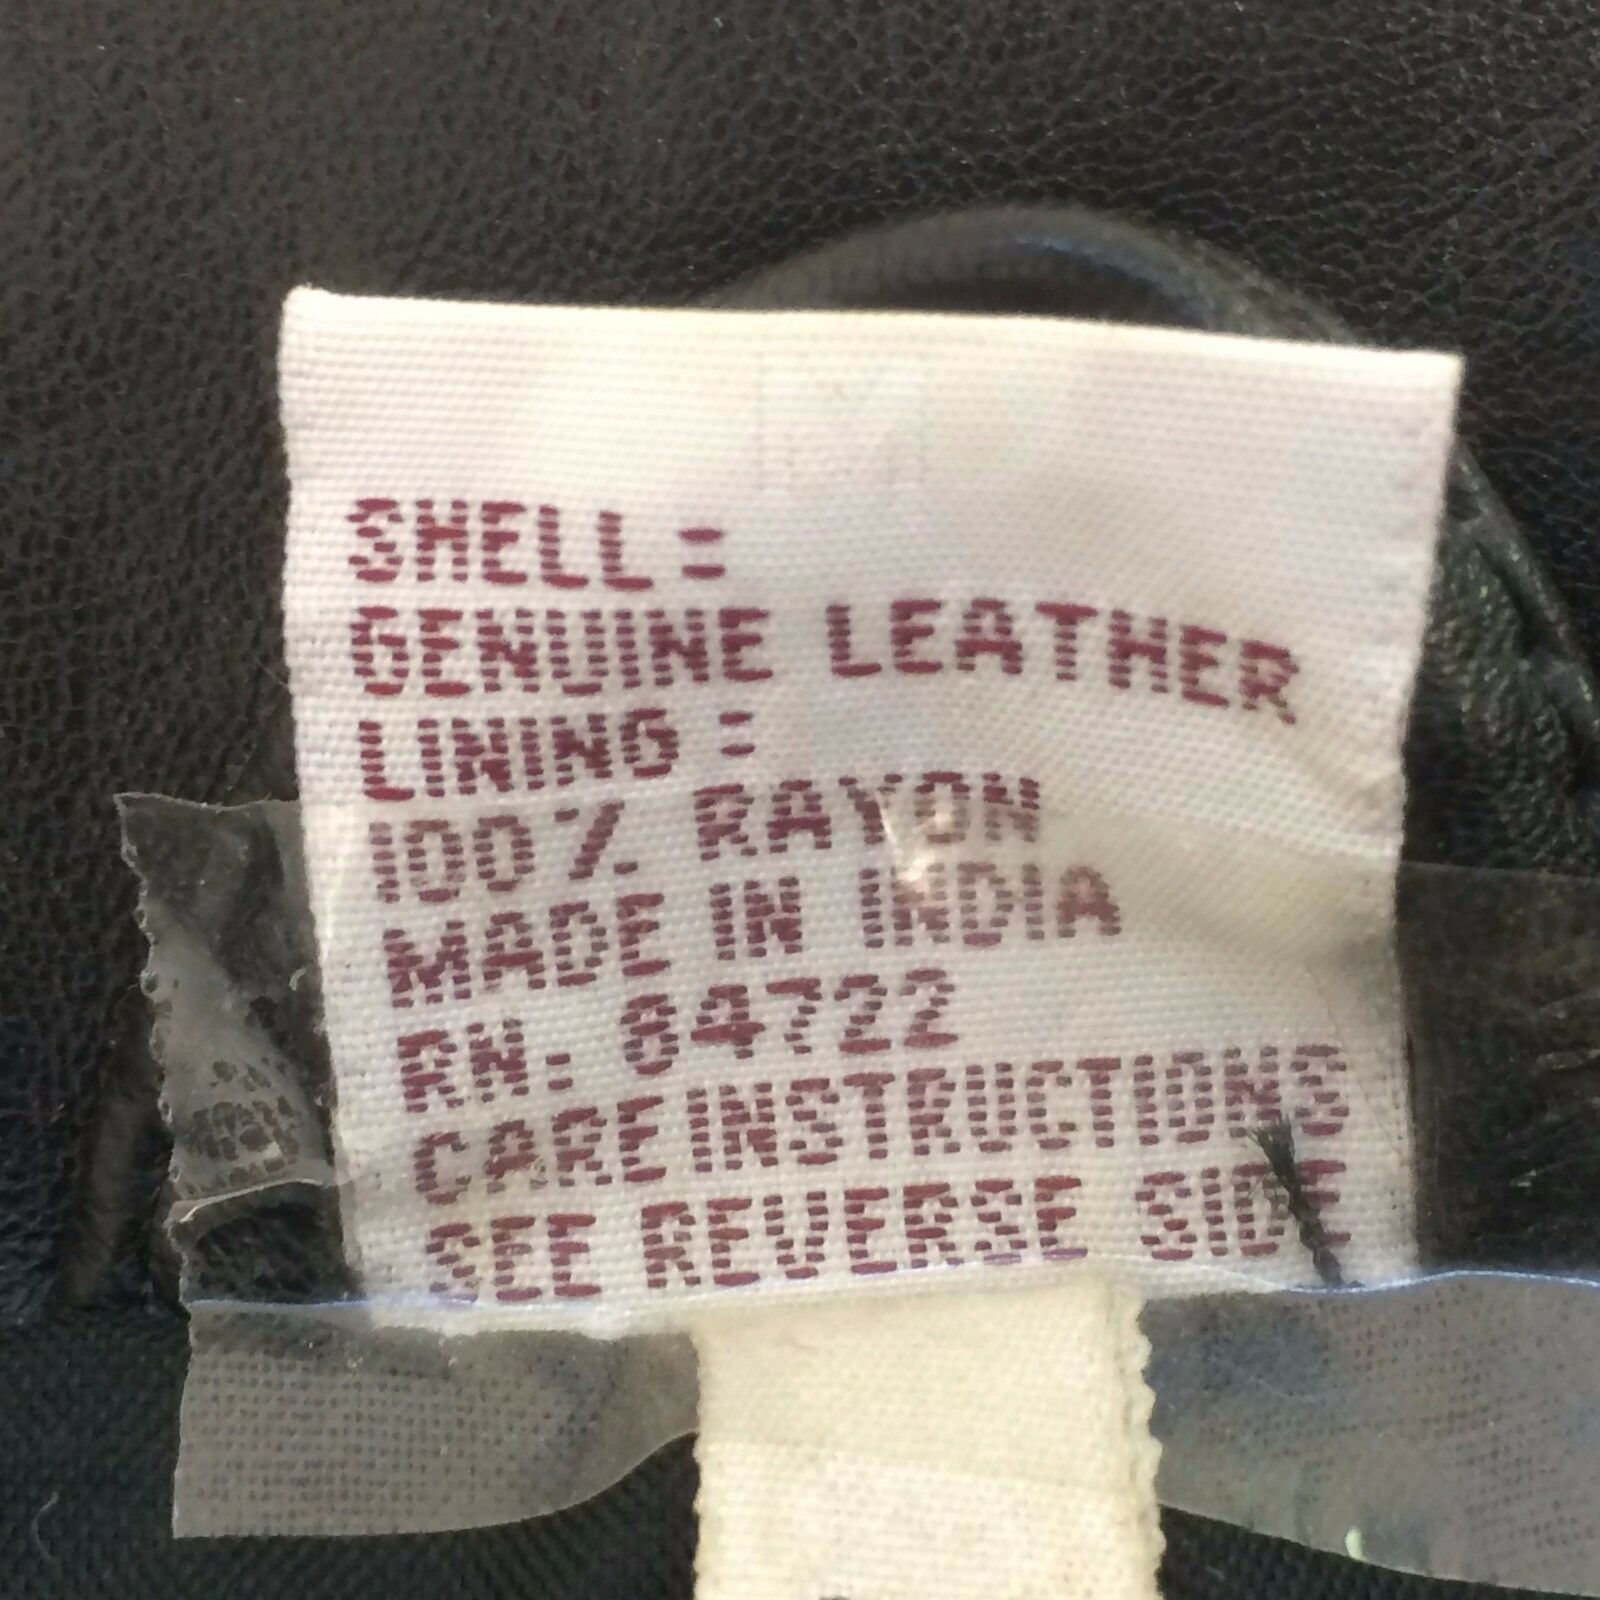 SHELL :
GENUINE LEATHER
LINING :
100% RAYON
MADE IN INDIA
RN. 84722
CARE INSTRUCTIONS
SEE REVERSE SIDE